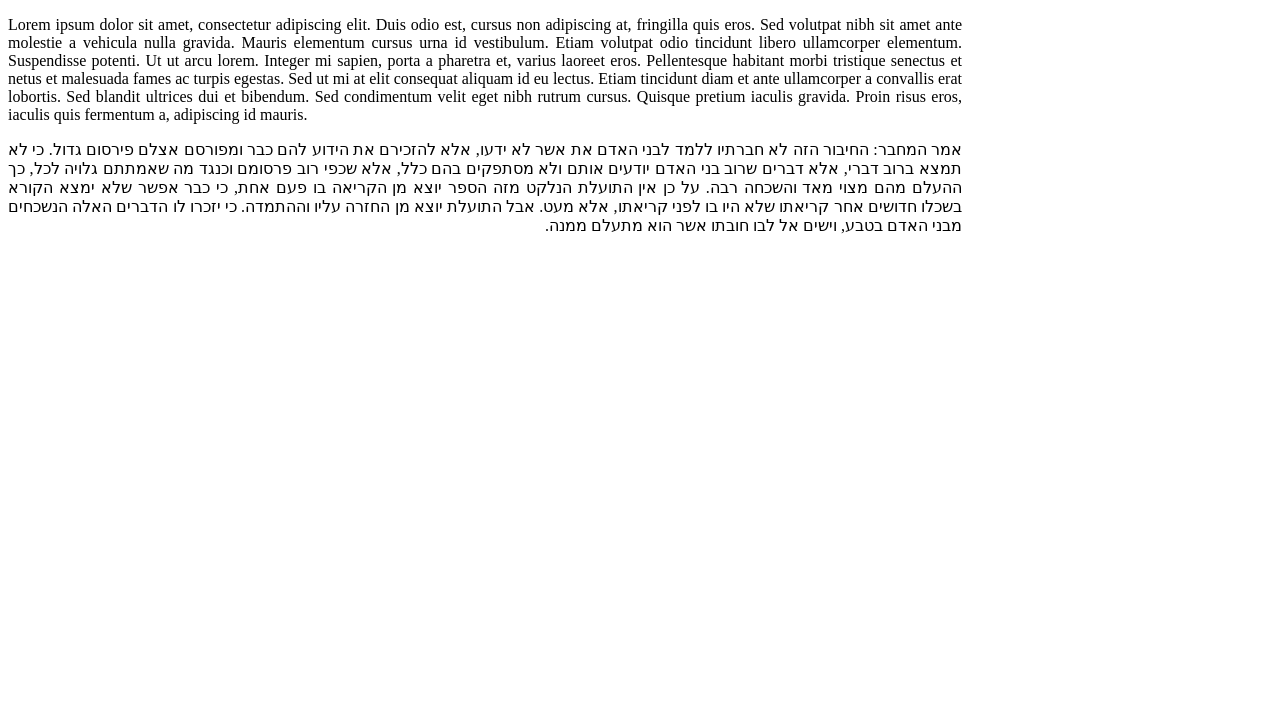 Lorem ipsum dolor sit amet, consectetur adipiscing elit. Duis odio est, cursus non adipiscing at, fringilla quis eros. Sed volutpat nibh sit amet ante
molestie a vehicula nulla gravida. Mauris elementum cursus urna id vestibulum. Etiam volutpat odio tincidunt libero ullamcorper elementum.
Suspendisse potenti. Ut ut arcu lorem. Integer mi sapien, porta a pharetra et, varius laoreet eros. Pellentesque habitant morbi tristique senectus et
netus et malesuada fames ac turpis egestas. Sed ut mi at elit consequat aliquam id eu lectus. Etiam tincidunt diam et ante ullamcorper a convallis erat
lobortis. Sed blandit ultrices dui et bibendum. Sed condimentum velit eget nibh rutrum cursus. Quisque pretium iaculis gravida. Proin risus eros,
iaculis quis fermentum a, adipiscing id mauris.
אמר המחבר: החיבור הזה לא חברתיו ללמד לבני האדם את אשר לא ידעו, אלא להזכירם את הידוע להם כבר ומפורסם אצלם פירסום גדול. כי לא
תמצא ברוב דברי, אלא דברים שרוב בני האדם יודעים אותם ולא מסתפקים בהם כלל, אלא שכפי רוב פרסומם וכנגד מה שאמתתם גלויה לכל, כך
ההעלם מהם מצוי מאד והשכחה רבה. על כן אין התועלת הנלקט מזה הספר יוצא מן הקריאה בו פעם אחת, כי כבר אפשר שלא ימצא הקורא
בשכלו חדושים אחר קריאתו שלא היו בו לפני קריאתו, אלא מעט. אבל התועלת יוצא מן החזרה עליו וההתמדה. כי יזכרו לו הדברים האלה הנשכחים
מבני האדם בטבע, וישים אל לבו חובתו אשר הוא מתעלם ממנה.